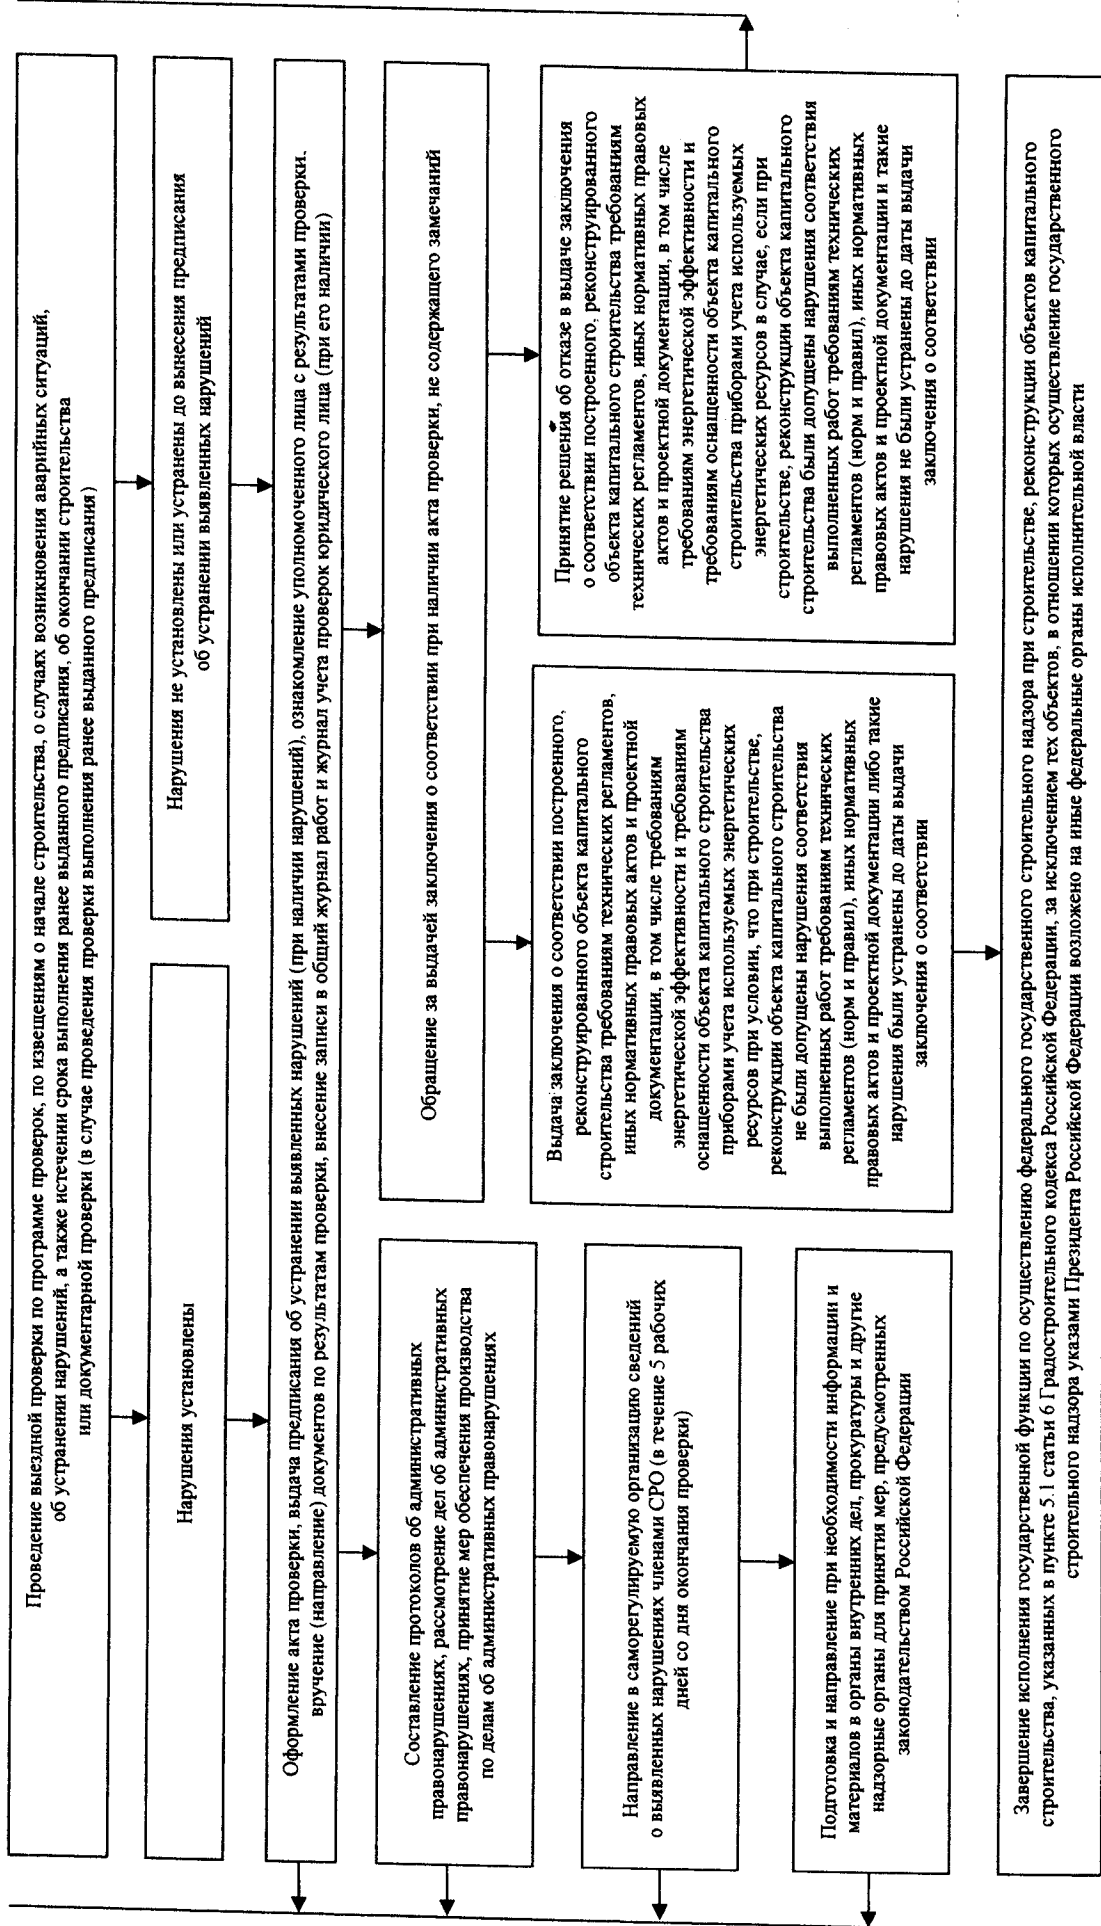 Проведение выездной проверки по программе проверок, по извещениям о начале строительства, о случаях возникновения аварийных ситуаций,
об устранении нарушений, а также истечении срока выполнения ранее выданного предписания, об окончании строительства
или документарной проверки (в случае проведения проверки выполнения ранее выданного предписания)
Нарушения установлены
Нарушения не установлены или устранены до вынесения предписания
об устранении выявленных нарушений
Оформление акта проверки, выдача предписания об устранении выявленных нарушений (при наличии нарушений), ознакомление уполномоченного лица с результатами проверки.
вручение (направление) документов по результатам проверки, внесение записи в общий журнал работ и журнал учета проверок юридического лица (при его наличии)
Составление протоколов об административных
правонарушениях, рассмотрение дел об административных
правонарушениях, принятие мер обеспечения производства
по делам об административных правонарушениях
Обращение за выдачей заключения о соответствии при наличии акта проверки, не содержащего замечаний
Направление в саморегулируемую организацию сведений
о выявленных нарушениях членами СРО (в течение 5 рабочих
дней со дня окончания проверки)
Подготовка и направление при необходимости информации и
материалов в органы внутренних дел, прокуратуры и другие
надзорные органы для принятия мер, предусмотренных
законодательством Российской Федерации
Выдача заключения о соответствии построенного,
реконструированного объекта капитального
строительства требованиям технических регламентов,
иных нормативных правовых актов и проектной
документации, в том числе требованиям
энергетической эффективности и требованиям
оснащенности объекта капитального строительства
приборами учета используемых энергетических
ресурсов при условии, что при строительстве,
реконструкции объекта капитального строительства
не были допущены нарушения соответствия
выполненных работ требованиям технических
регламентов (норм и правил), иных нормативных
правовых актов и проектной документации либо такие
нарушения были устранены до даты выдачи
заключения о соответствии
Принятие решения об отказе в выдаче заключения
о соответствии построенного, реконструированного
объекта капитального строительства требованиям
технических регламентов, иных нормативных правовых
актов и проектной документации, в том числе
требованиям энергетической эффективности и
требованиям оснащенности объекта капитального
строительства приборами учета используемых
энергетических ресурсов в случае, если при
строительстве, реконструкции объекта капитального
строительства были допущены нарушения соответствия
выполненных работ требованиям технических
регламентов (норм и правил), иных нормативных
правовых актов и проектной документации и такие
нарушения не были устранены до даты выдачи
заключения о соответствии
Завершение исполнения государственной функции по осуществлению федерального государственного строительного надзора при строительстве, реконструкции объектов капитального
строительства, указанных в пункте 5.1 статьи 6 Градостроительного кодекса Российской Федерации, за исключением тех объектов, в отношении которых осуществление государственного
строительного надзора указами Президента Российской Федерации возложено на иные федеральные органы исполнительной власти